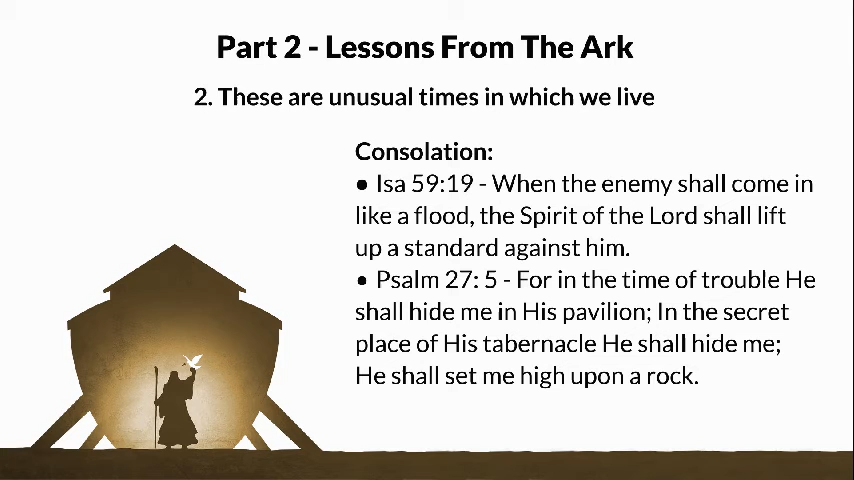 Part 2 - Lessons From The Ark
2. These are unusual times in which we live
Consolation:
• Isa 59:19 - When the enemy shall come in
like a flood, the Spirit of the Lord shall lift
up a standard against him.
• Psalm 27: 5 - For in the time of trouble He
shall hide me in His pavilion; In the secret
place of His tabernacle He shall hide me;
He shall set me high upon a rock.